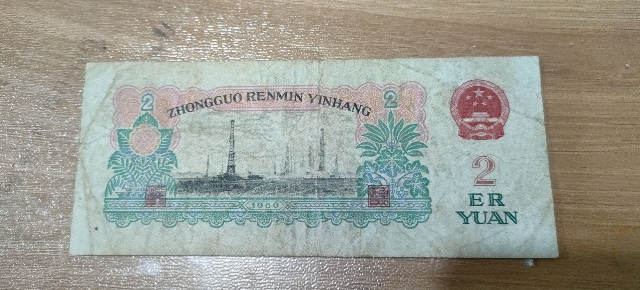 2
ZHONGGUO RENMIN YINHANG
2
1960
2
ER
YUAN